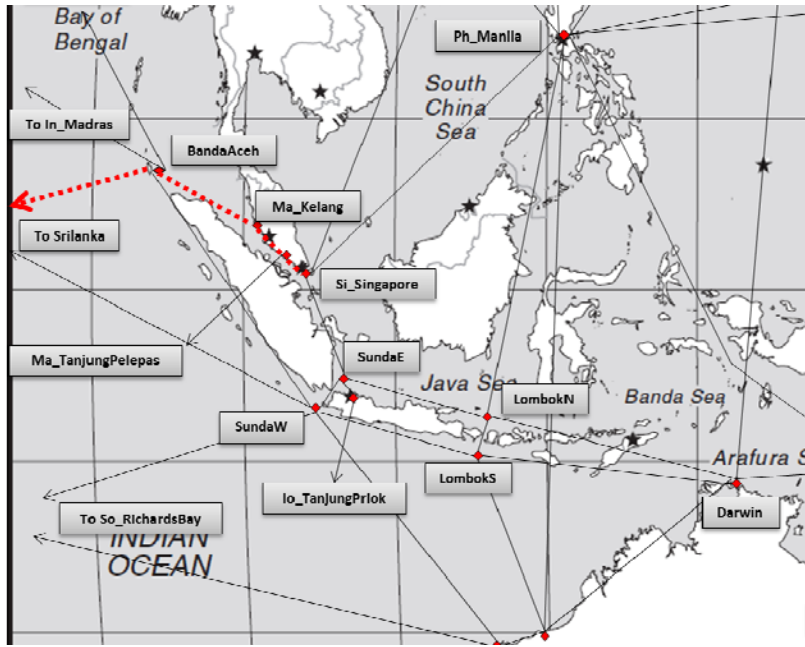 Bay of
Bengal
Ph_Manila
South
China
Sea
To In_Madras
BandaAceh
Ma_Kelang
To Srilanka
Si_Singapore
Ma_TanjungPelepas
SundaE
Java Sea
LombokN
Banda Sea
SundaW
LombokS
Arafura S
Io_TanjungPriok
To So_RichardsBay
Darwin
INDIAN
OCEAN